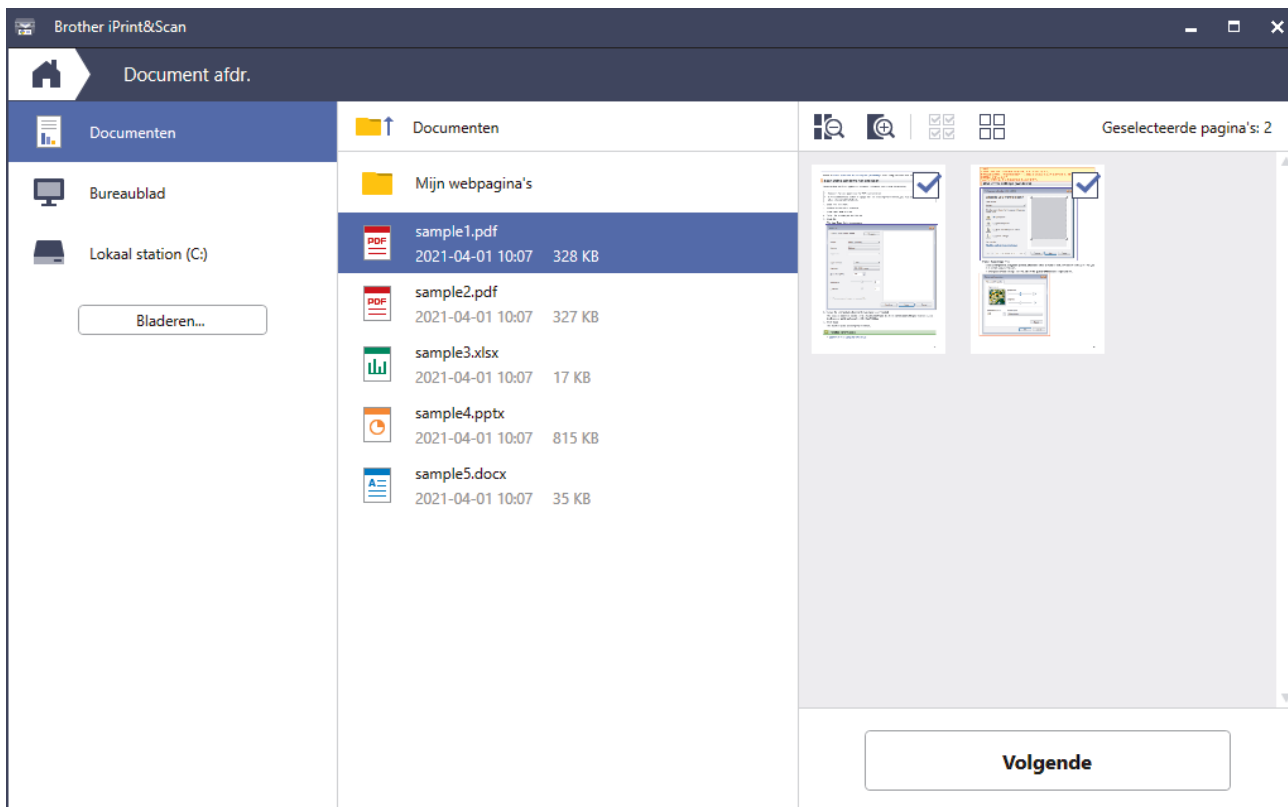 Brother iPrint&Scan
Document afdr.
Documenten
Bureaublad
Lokaal station (C:)
Bladeren...
Documenten
Mijn webpagina's
PDF
sample1.pdf
2021-04-01 10:07 328 KB
PDF
sample2.pdf
2021-04-01 10:07 327 KB
sample3.xlsx
2021-04-01 10:07 17 KB
sample4.pptx
2021-04-01 10:07 815 KB
A
sample5.docx
2021-04-01 10:07 35 KB
Geselecteerde pagina's: 2
Volgende